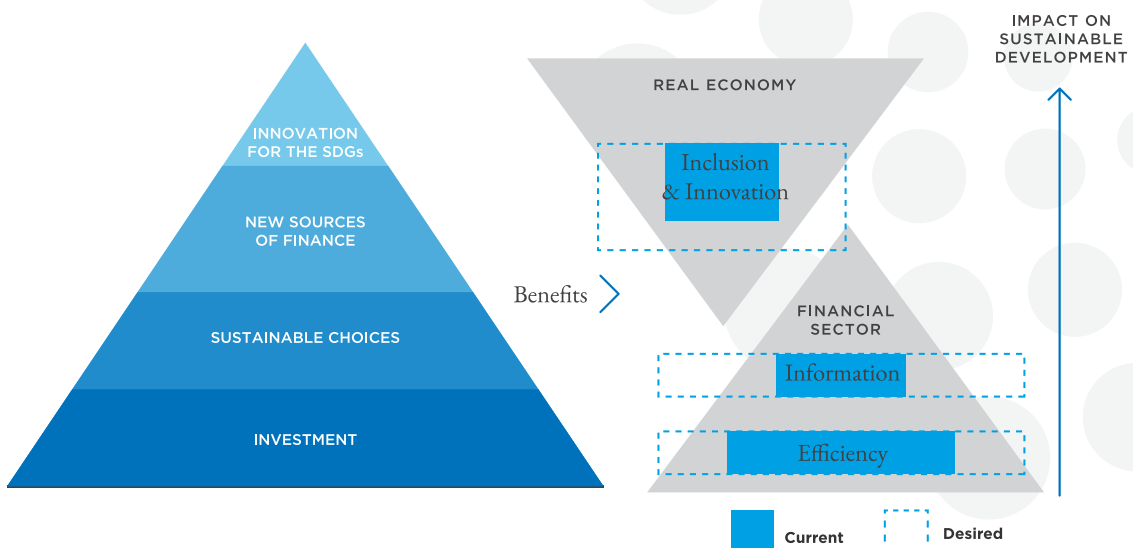 INNOVATION
FOR THE SDGs
NEW SOURCES
OF FINANCE
SUSTAINABLE CHOICES
INVESTMENT
Benefits
REAL ECONOMY
Inclusion
& Innovation
FINANCIAL
SECTOR
Information
Efficiency
IMPACT ON
SUSTAINABLE
DEVELOPMENT
Current
Desired